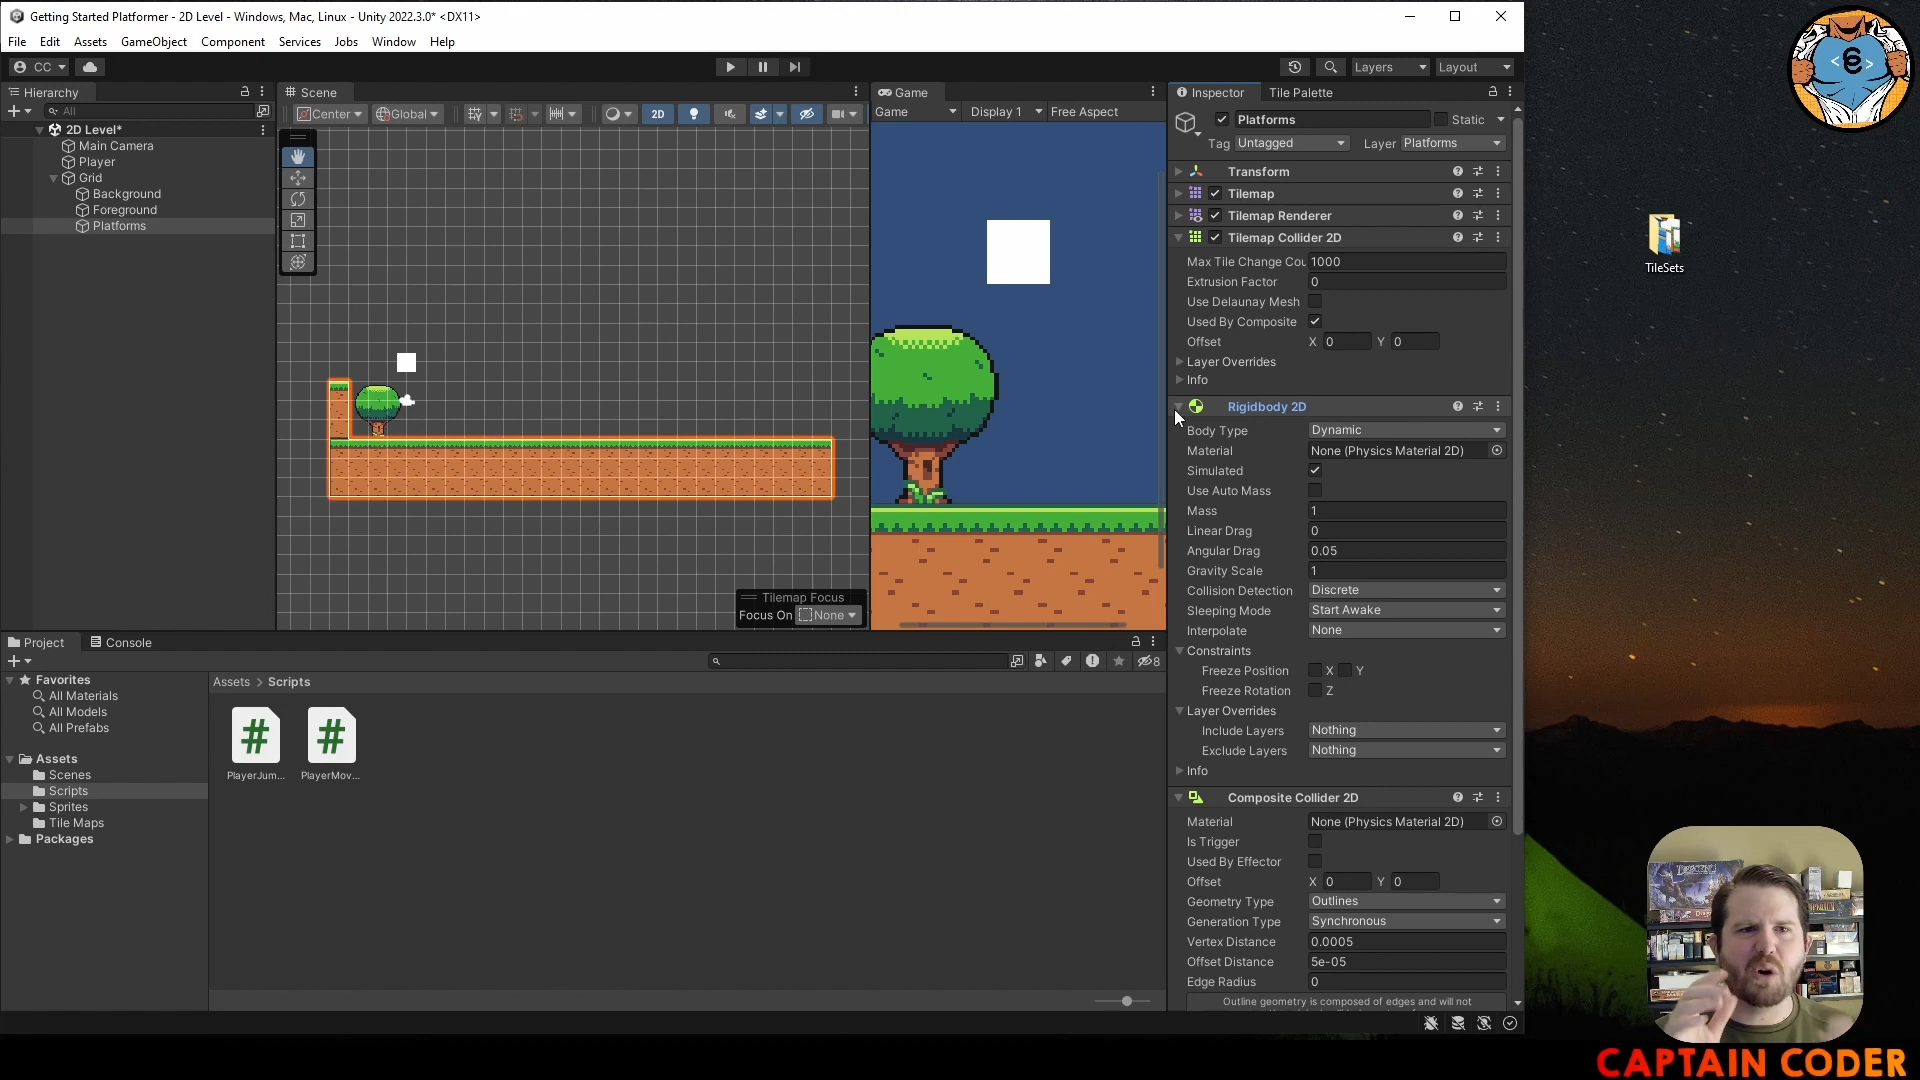 Getting Started Platformer - 2D Level - Windows, Mac, Linux - Unity 2022.3.0* <DX11>
File Edit Assets GameObject Component Services Jobs Window Help
CC
Layers Layout
Hierarchy
All
2D Level*
Main Camera
Player
Grid
Background
Foreground
Platforms
Scene
Center Global 2D
Tilemap Focus
Focus On None
Game
Game Display 1 Free Aspect
Inspector Tile Palette
Platforms Static
Tag Untagged Layer Platforms
Transform
Tilemap
Tilemap Renderer
Tilemap Collider 2D
Max Tile Change Cou 1000
Extrusion Factor 0
Use Delaunay Mesh
Used By Composite
Offset X 0 Y 0
Layer Overrides
Info
Rigidbody 2D
Body Type Dynamic
Material None (Physics Material 2D)
Simulated
Use Auto Mass
Mass 1
Linear Drag 0
Angular Drag 0.05
Gravity Scale 1
Collision Detection Discrete
Sleeping Mode Start Awake
Interpolate None
Constraints
Freeze Position X Y
Freeze Rotation Z
Layer Overrides
Include Layers Nothing
Exclude Layers Nothing
Info
Composite Collider 2D
Material None (Physics Material 2D)
Is Trigger
Used By Effector
Offset X 0 Y 0
Geometry Type Outlines
Generation Type Synchronous
Vertex Distance 0.0005
Offset Distance 5e-05
Edge Radius 0
Outline geometry is composed of edges and will not
Project Console
8
Favorites
All Materials
All Models
All Prefabs
Assets
Scenes
Scripts
Sprites
Tile Maps
Packages
Assets > Scripts
# #
PlayerJum... PlayerMov...
TileSets
< C >
CAPTAIN CODER